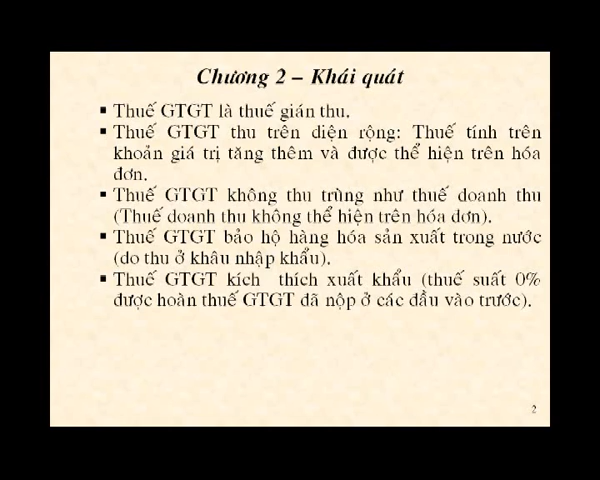 Chương 2 – Khái quát
▪ Thuế GTGT là thuế gián thu.
▪ Thuế GTGT thu trên diện rộng: Thuế tính trên
khoản giá trị tăng thêm và được thể hiện trên hóa
đơn.
▪ Thuế GTGT không thu trùng như thuế doanh thu
(Thuế doanh thu không thể hiện trên hóa đơn).
▪ Thuế GTGT bảo hộ hàng hóa sản xuất trong nước
(do thu ở khâu nhập khẩu).
▪ Thuế GTGT kích thích xuất khẩu (thuế suất 0%
được hoàn thuế GTGT đã nộp ở các đầu vào trước).
2